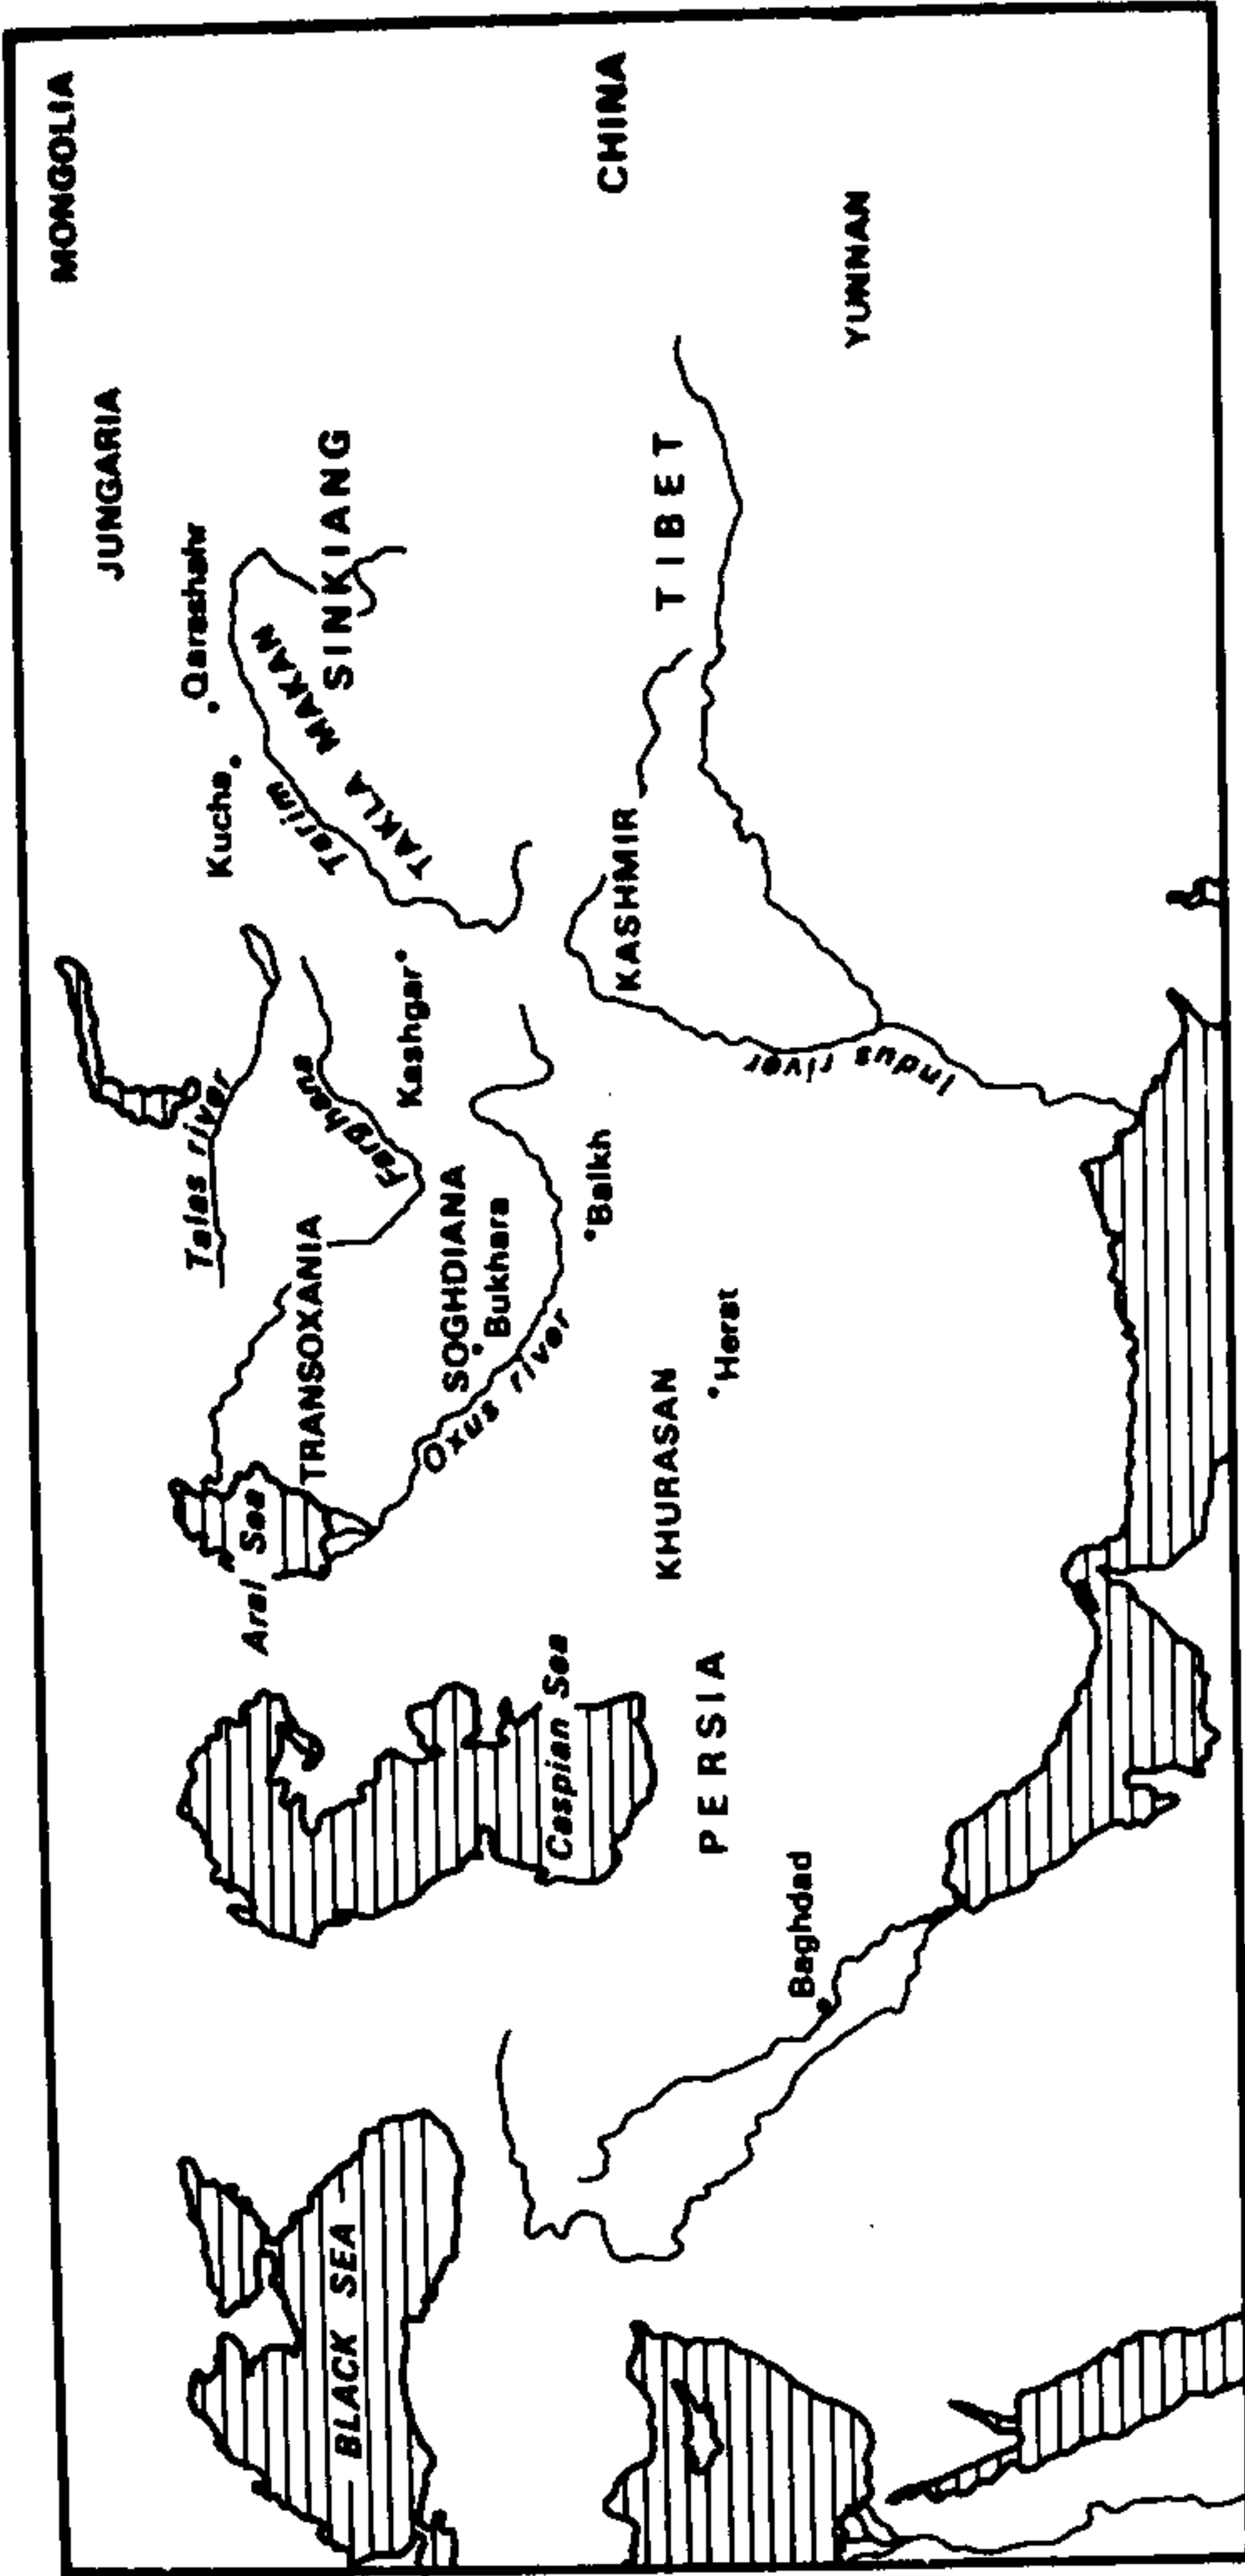 MONGOLIA
JUNGARIA
Qarashahr
Kucha
SINKIANG
TAKLA MAKAN
Tarim
CHINA
YUNNAN
TIBET
KASHMIR
Indus river
Kashgar
Farghana
Talas river
TRANSOXANIA
SOGHDIANA
Bukhara
Balkh
Oxus river
Aral Sea
Herat
KHURASAN
PERSIA
Caspian Sea
Baghdad
BLACK SEA